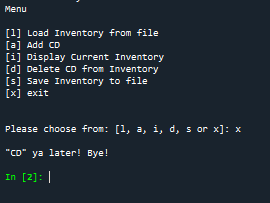 Menu
[l] Load Inventory from file
[a] Add CD
[i] Display Current Inventory
[d] Delete CD from Inventory
[s] Save Inventory to file
[x] exit
Please choose from: [l, a, i, d, s or x]: x
"CD" ya later! Bye!
In [2]: